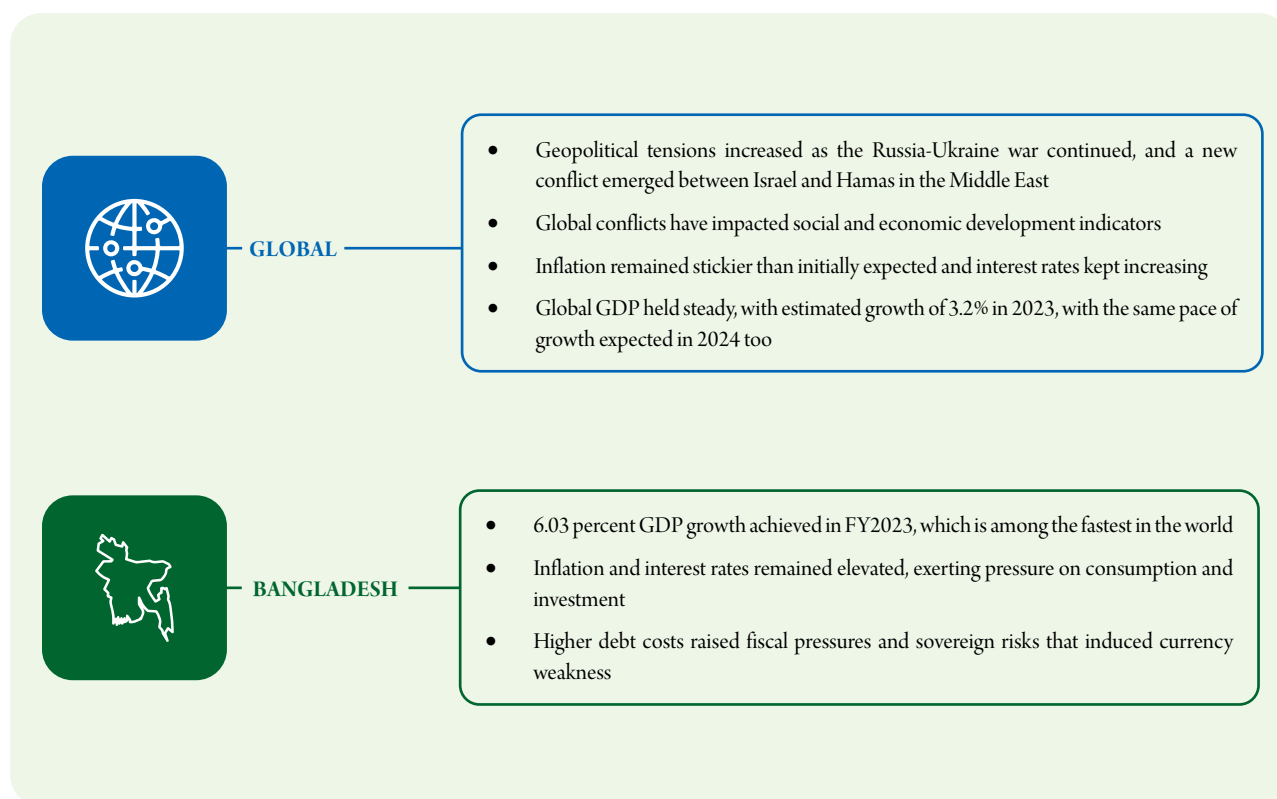 GLOBAL
● Geopolitical tensions increased as the Russia-Ukraine war continued, and a new
conflict emerged between Israel and Hamas in the Middle East
● Global conflicts have impacted social and economic development indicators
● Inflation remained stickier than initially expected and interest rates kept increasing
● Global GDP held steady, with estimated growth of 3.2% in 2023, with the same pace of
growth expected in 2024 too
BANGLADESH
● 6.03 percent GDP growth achieved in FY2023, which is among the fastest in the world
● Inflation and interest rates remained elevated, exerting pressure on consumption and
investment
● Higher debt costs raised fiscal pressures and sovereign risks that induced currency
weakness